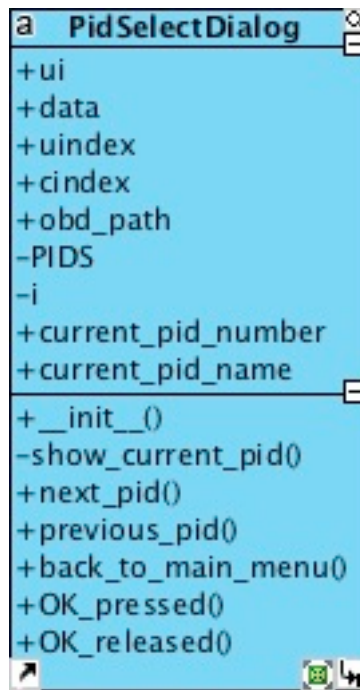 a PidSelectDialog
+ui
+data
+uindex
+cindex
+obd_path
-PIDS
-i
+current_pid_number
+current_pid_name
+__init__()
-show_current_pid()
+next_pid()
+previous_pid()
+back_to_main_menu()
+OK_pressed()
+OK_released()